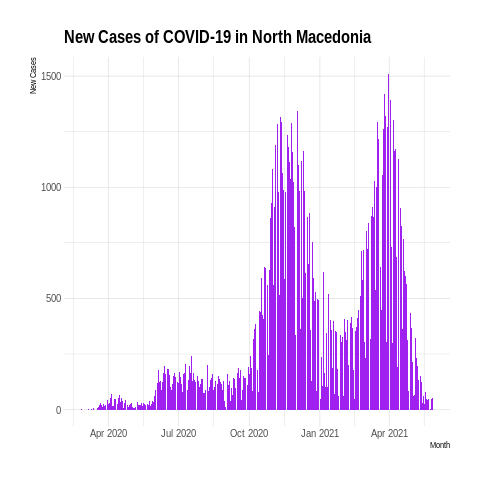 New Cases of COVID-19 in North Macedonia
New Cases
1500
1000
500
0
Apr 2020 Jul 2020 Oct 2020 Jan 2021 Apr 2021
Month